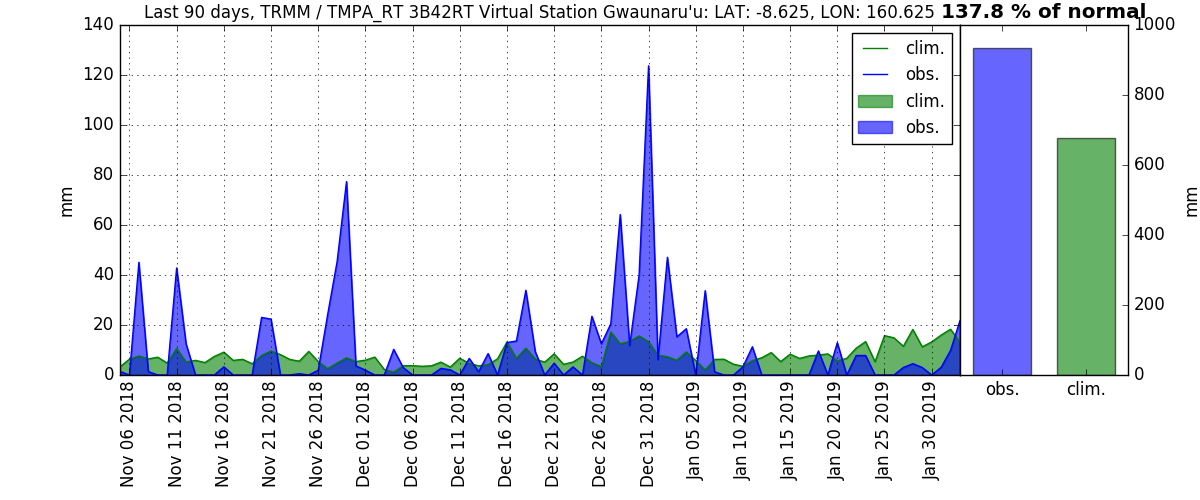 Last 90 days, TRMM / TMPA_RT 3B42RT Virtual Station Gwaunaru'u: LAT: -8.625, LON: 160.625 137.8 % of normal
140
120
100
80
60
40
20
0
mm
clim.
obs.
clim.
obs.
1000
800
600
400
200
0
mm
obs.
clim.
Nov 06 2018
Nov 11 2018
Nov 16 2018
Nov 21 2018
Nov 26 2018
Dec 01 2018
Dec 06 2018
Dec 11 2018
Dec 16 2018
Dec 21 2018
Dec 26 2018
Dec 31 2018
Jan 05 2019
Jan 10 2019
Jan 15 2019
Jan 20 2019
Jan 25 2019
Jan 30 2019